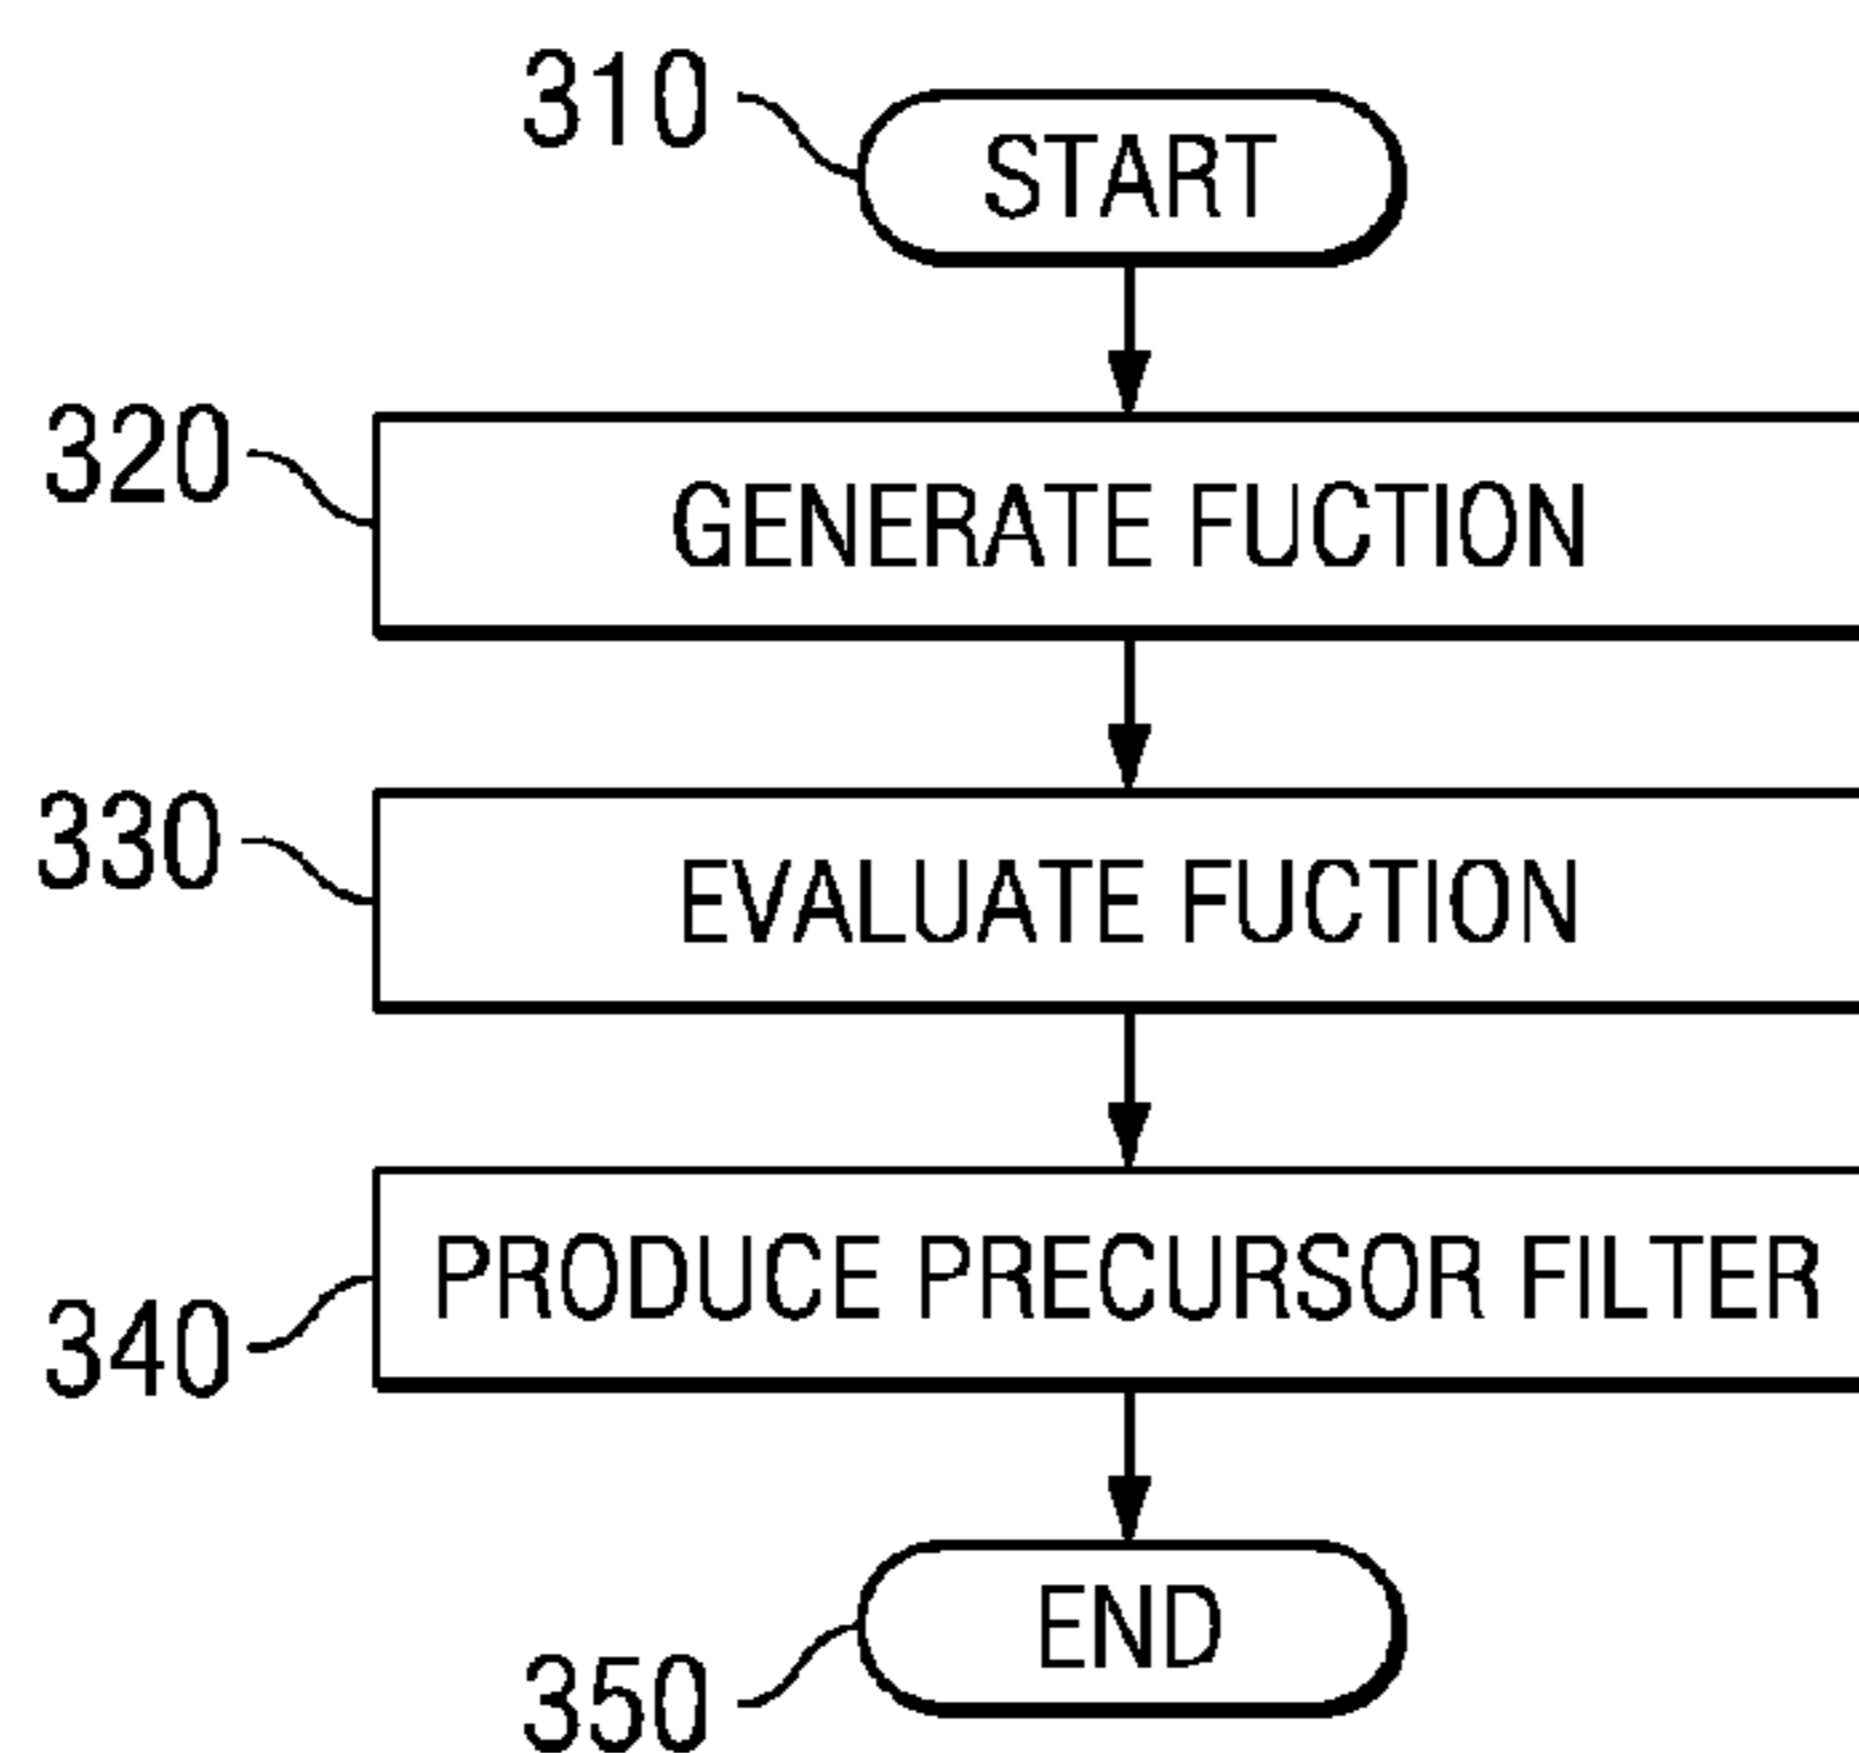 310
START
320
GENERATE FUCTION
330
EVALUATE FUCTION
PRODUCE PRECURSOR FILTER
340
END
350